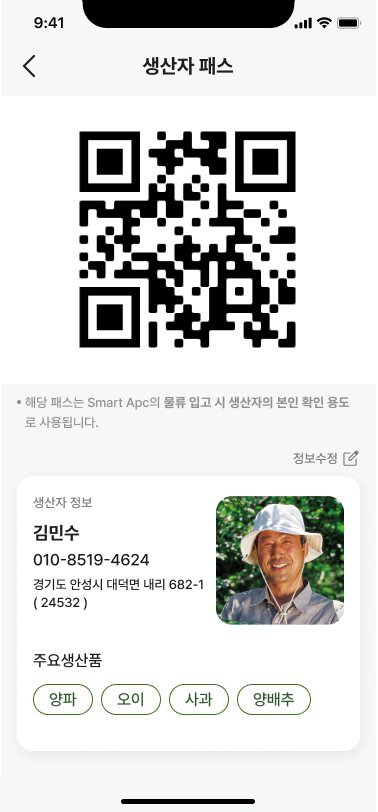 9:41
생산자 패스
• 해당 패스는 Smart Apc의 물류 입고 시 생산자의 본인 확인 용도
로 사용됩니다.
정보수정
생산자 정보
김민수
010-8519-4624
경기도 안성시 대덕면 내리 682-1
( 24532 )
주요생산품
양파 오이 사과 양배추